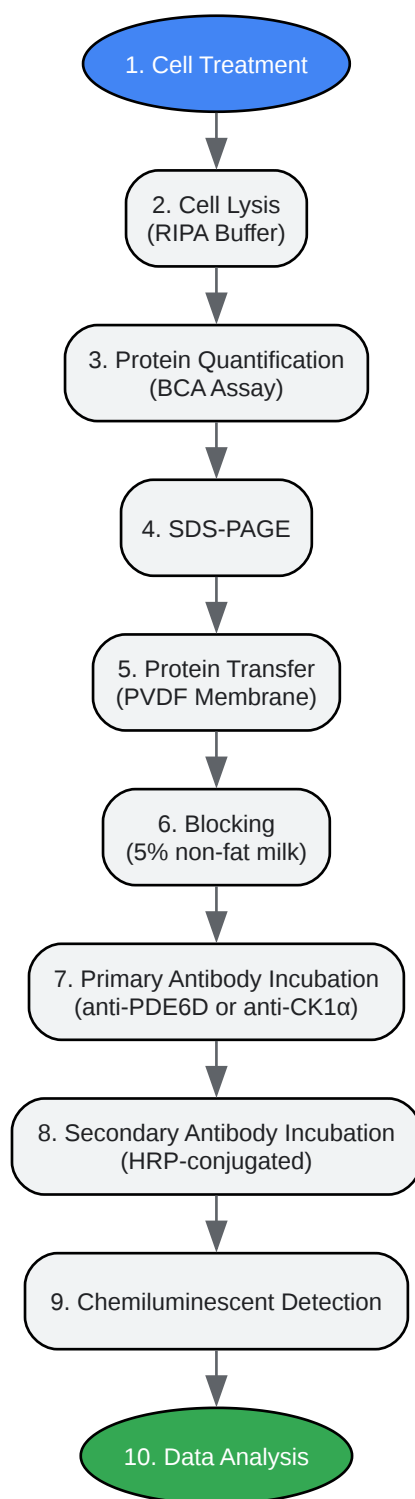 1. Cell Treatment
2. Cell Lysis
(RIPA Buffer)
3. Protein Quantification
(BCA Assay)
4. SDS-PAGE
5. Protein Transfer
(PVDF Membrane)
6. Blocking
(5% non-fat milk)
7. Primary Antibody Incubation
(anti-PDE6D or anti-CK1α)
8. Secondary Antibody Incubation
(HRP-conjugated)
9. Chemiluminescent Detection
10. Data Analysis